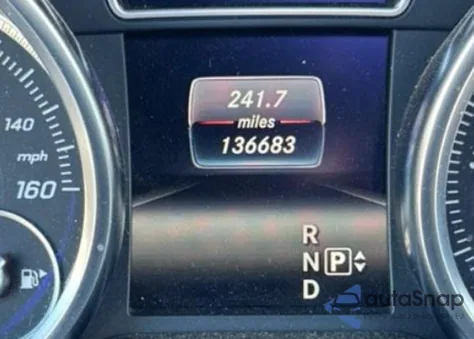 241.7
miles
136683
140
mph
160
R
N P
D
autoSnap